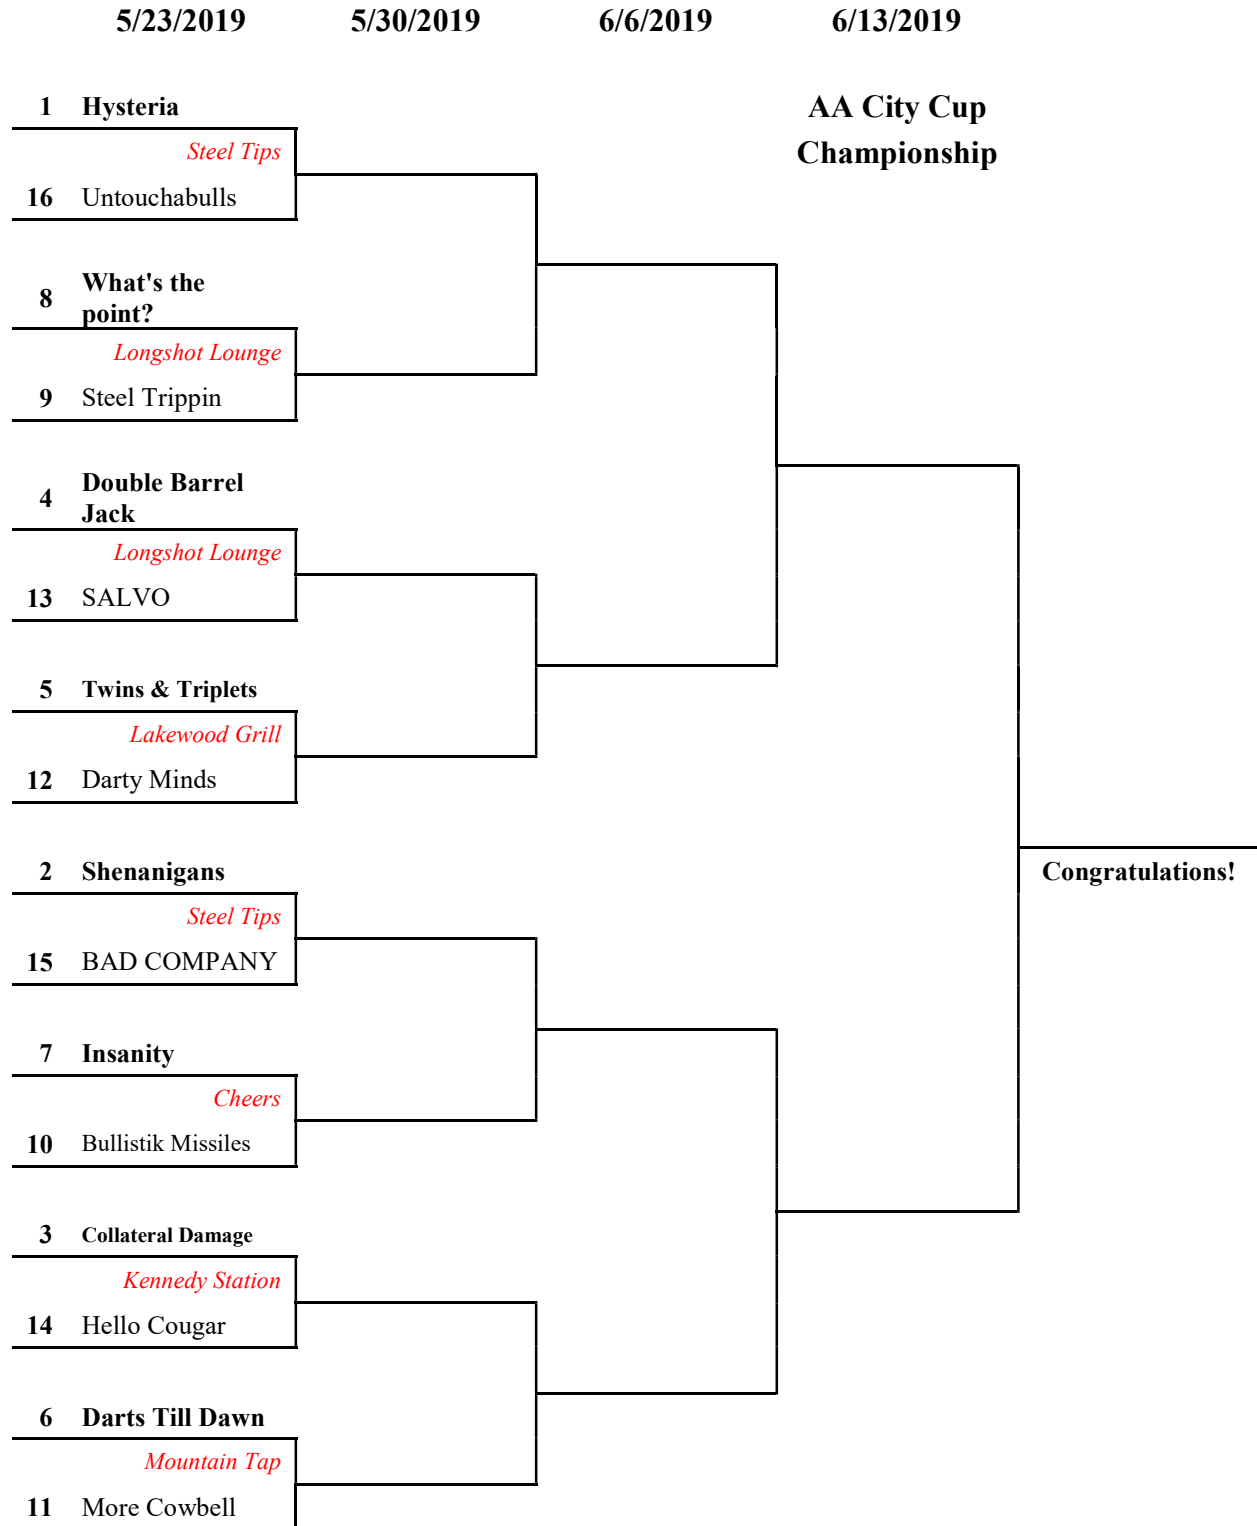 5/23/2019 5/30/2019 6/6/2019 6/13/2019
1 Hysteria
AA City Cup
Championship
Steel Tips
16 Untouchabulls
8 What's the
point?
Longshot Lounge
9 Steel Trippin
4 Double Barrel
Jack
Longshot Lounge
13 SALVO
5 Twins & Triplets
Lakewood Grill
12 Darty Minds
2 Shenanigans
Congratulations!
Steel Tips
15 BAD COMPANY
7 Insanity
Cheers
10 Bullistik Missiles
3 Collateral Damage
Kennedy Station
14 Hello Cougar
6 Darts Till Dawn
Mountain Tap
11 More Cowbell